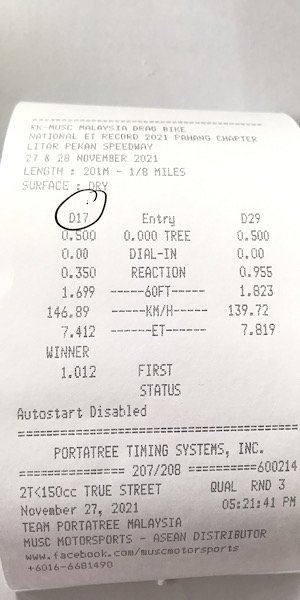 RK-MUSC MALAYSIA DRAG BIKE
NATIONAL ET RECORD 2021 PAHANG CHAPTER
LITAR PEKAN SPEEDWAY
27 & 28 NOVEMBER 2021
LENGTH : 201M - 1/8 MILES
SURFACE : DRY
D17 Entry D29
0.500 0.000 TREE 0.500
0.00 DIAL-IN 0.00
0.350 REACTION 0.955
1.699 ------60FT------ 1.823
146.89 ------KM/H------ 139.72
7.412 -------ET------- 7.819
WINNER
1.012 FIRST
STATUS
Autostart Disabled
PORTATREE TIMING SYSTEMS, INC.
=============== 207/208 ==========600214
2T<150cc TRUE STREET QUAL RND 3
November 27, 2021 05:21:41 PM
TEAM PORTATREE MALAYSIA
MUSC MOTORSPORTS - ASEAN DISTRIBUTOR
www.facebook.com/muscmotorsports
+6016-6681490